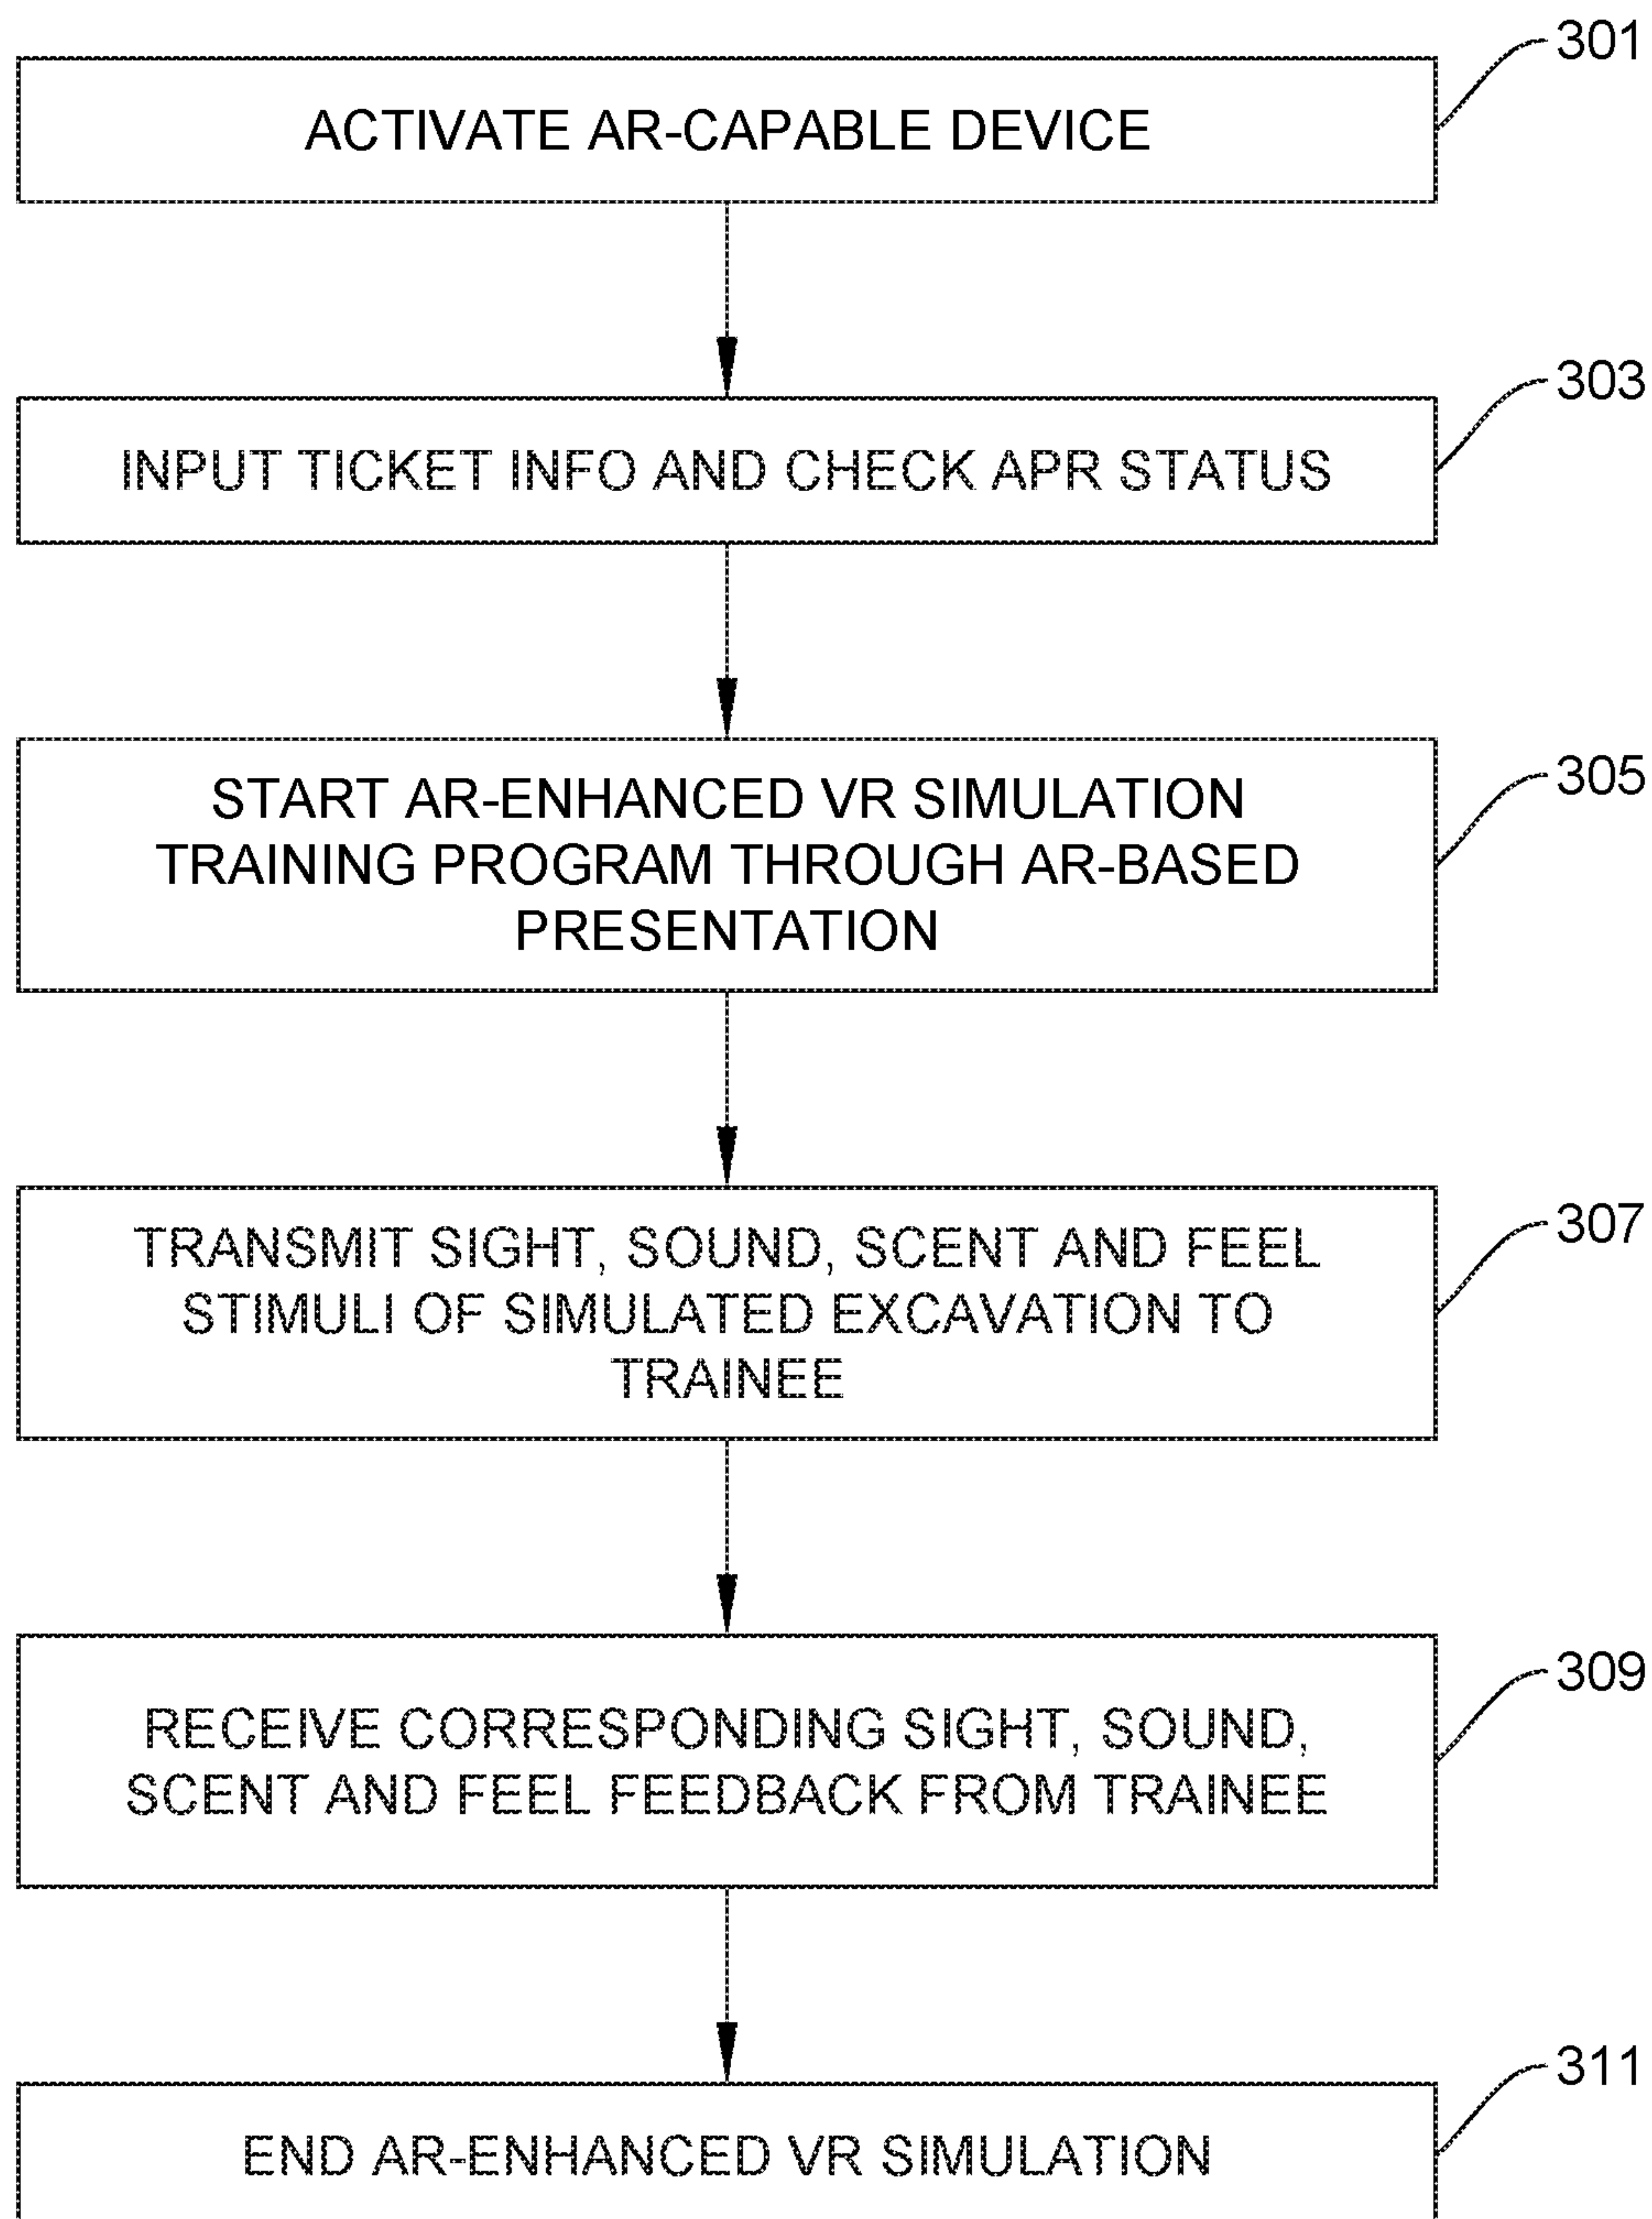 301
ACTIVATE AR-CAPABLE DEVICE
303
INPUT TICKET INFO AND CHECK APR STATUS
305
START AR-ENHANCED VR SIMULATION
TRAINING PROGRAM THROUGH AR-BASED
PRESENTATION
307
TRANSMIT SIGHT, SOUND, SCENT AND FEEL
STIMULI OF SIMULATED EXCAVATION TO
TRAINEE
309
RECEIVE CORRESPONDING SIGHT, SOUND,
SCENT AND FEEL FEEDBACK FROM TRAINEE
311
END AR-ENHANCED VR SIMULATION